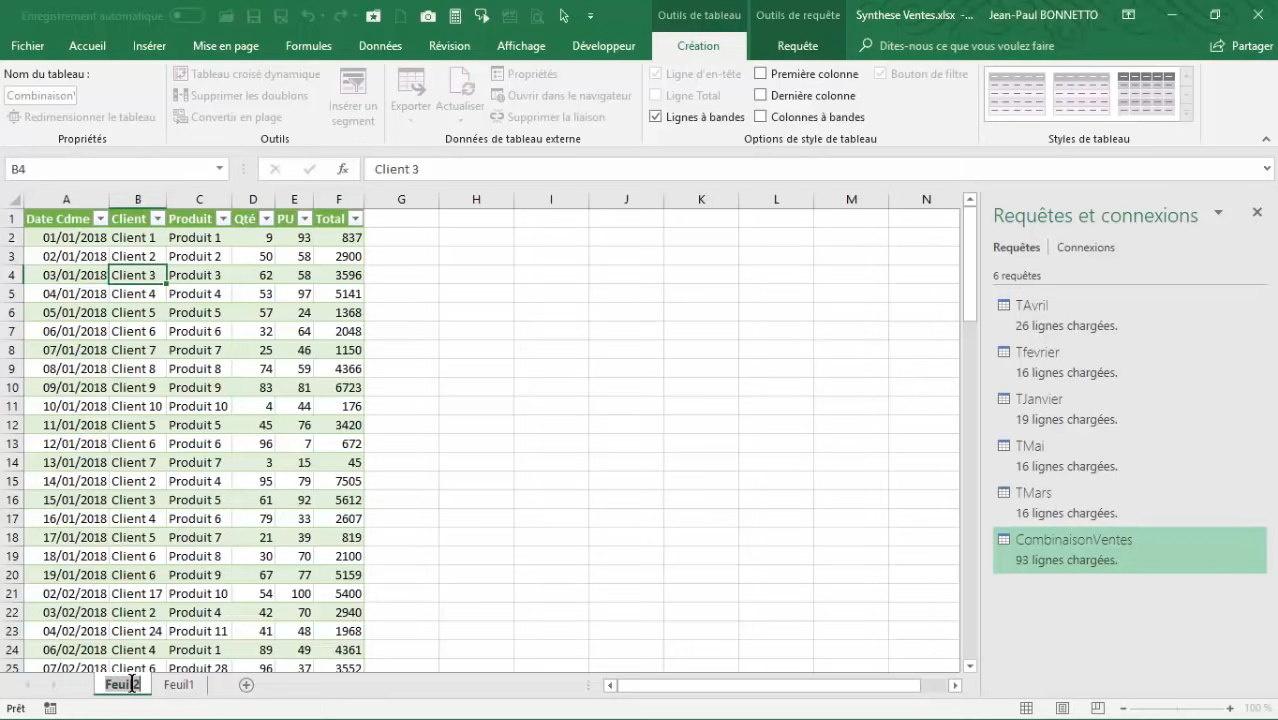 Enregistrement automatique
Outils de tableau
Outils de requête
Synthese Ventes.xlsx -...
Jean-Paul BONNETTO
Fichier
Accueil
Insérer
Mise en page
Formules
Données
Révision
Affichage
Développeur
Création
Requête
Dites-nous ce que vous voulez faire
Partager
Nom du tableau :
Combinaison
Redimensionner le tableau
Propriétés
Tableau croisé dynamique
Supprimer les doublons
Convertir en plage
Insérer un
segment
Outils
Exporter
Actualiser
Propriétés
Ouvrir dans le navigateur
Supprimer la liaison
Données de tableau externe
Ligne d'en-tête
Ligne Total
Lignes à bandes
Première colonne
Dernière colonne
Colonnes à bandes
Bouton de filtre
Options de style de tableau
Styles de tableau
B4
fx
Client 3
A B C D E F G H I J K L M N
1 Date Cdme Client Produit Qté PU Total
2 01/01/2018 Client 1 Produit 1 9 93 837
3 02/01/2018 Client 2 Produit 2 50 58 2900
4 03/01/2018 Client 3 Produit 3 62 58 3596
5 04/01/2018 Client 4 Produit 4 53 97 5141
6 05/01/2018 Client 5 Produit 5 57 24 1368
7 06/01/2018 Client 6 Produit 6 32 64 2048
8 07/01/2018 Client 7 Produit 7 25 46 1150
9 08/01/2018 Client 8 Produit 8 74 59 4366
10 09/01/2018 Client 9 Produit 9 83 81 6723
11 10/01/2018 Client 10 Produit 10 4 44 176
12 11/01/2018 Client 5 Produit 5 45 76 3420
13 12/01/2018 Client 6 Produit 6 96 7 672
14 13/01/2018 Client 7 Produit 7 3 15 45
15 14/01/2018 Client 2 Produit 4 95 79 7505
16 15/01/2018 Client 3 Produit 5 61 92 5612
17 16/01/2018 Client 4 Produit 6 79 33 2607
18 17/01/2018 Client 5 Produit 7 21 39 819
19 18/01/2018 Client 6 Produit 8 30 70 2100
20 19/01/2018 Client 6 Produit 9 67 77 5159
21 02/02/2018 Client 17 Produit 10 54 100 5400
22 03/02/2018 Client 2 Produit 4 42 70 2940
23 04/02/2018 Client 24 Produit 11 41 48 1968
24 06/02/2018 Client 4 Produit 1 89 49 4361
25 07/02/2018 Client 6 Produit 28 96 37 3552
Requêtes et connexions
Requêtes
Connexions
6 requêtes
TAvril
26 lignes chargées.
Tfevrier
16 lignes chargées.
TJanvier
19 lignes chargées.
TMai
16 lignes chargées.
TMars
16 lignes chargées.
CombinaisonVentes
93 lignes chargées.
Feuil2
Feuil1
Prêt
100 %